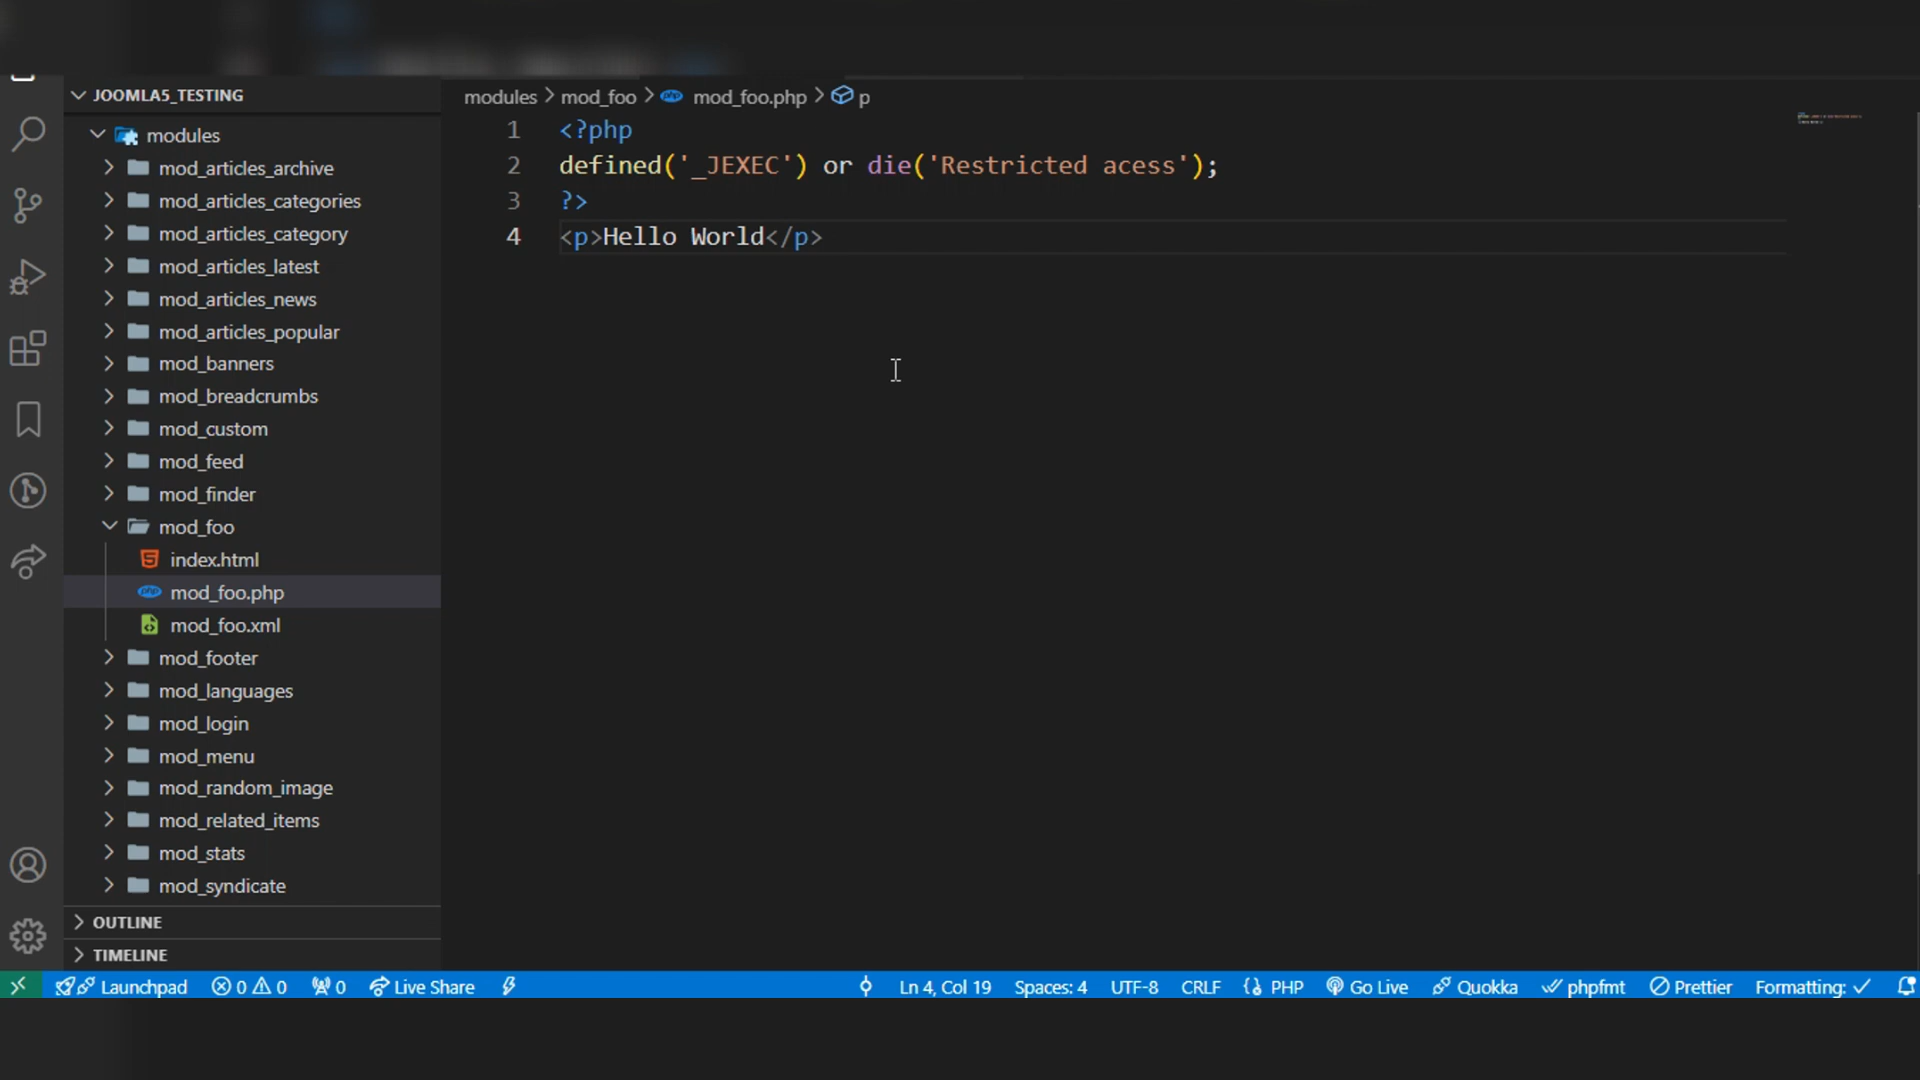 JOOMLA5_TESTING
modules
mod_articles_archive
mod_articles_categories
mod_articles_category
mod_articles_latest
mod_articles_news
mod_articles_popular
mod_banners
mod_breadcrumbs
mod_custom
mod_feed
mod_finder
mod_foo
index.html
mod_foo.php
mod_foo.xml
mod_footer
mod_languages
mod_login
mod_menu
mod_random_image
mod_related_items
mod_stats
mod_syndicate
OUTLINE
TIMELINE
modules > mod_foo > php mod_foo.php > p
1 <?php
2 defined('_JEXEC') or die('Restricted acess');
3 ?>
4 <p>Hello World</p>
Launchpad 0 0 0 Live Share Ln 4, Col 19 Spaces: 4 UTF-8 CRLF PHP Go Live Quokka phpfmt Prettier Formatting: